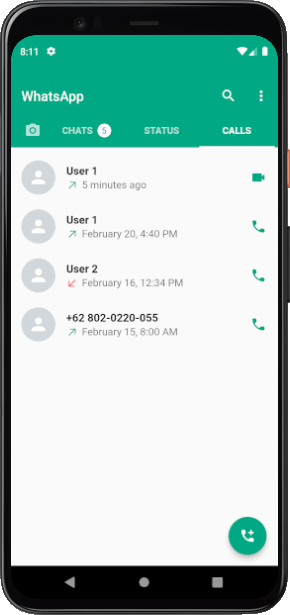 8:11
WhatsApp
CHATS 5 STATUS CALLS
User 1
5 minutes ago
User 1
February 20, 4:40 PM
User 2
February 16, 12:34 PM
+62 802-0220-055
February 15, 8:00 AM